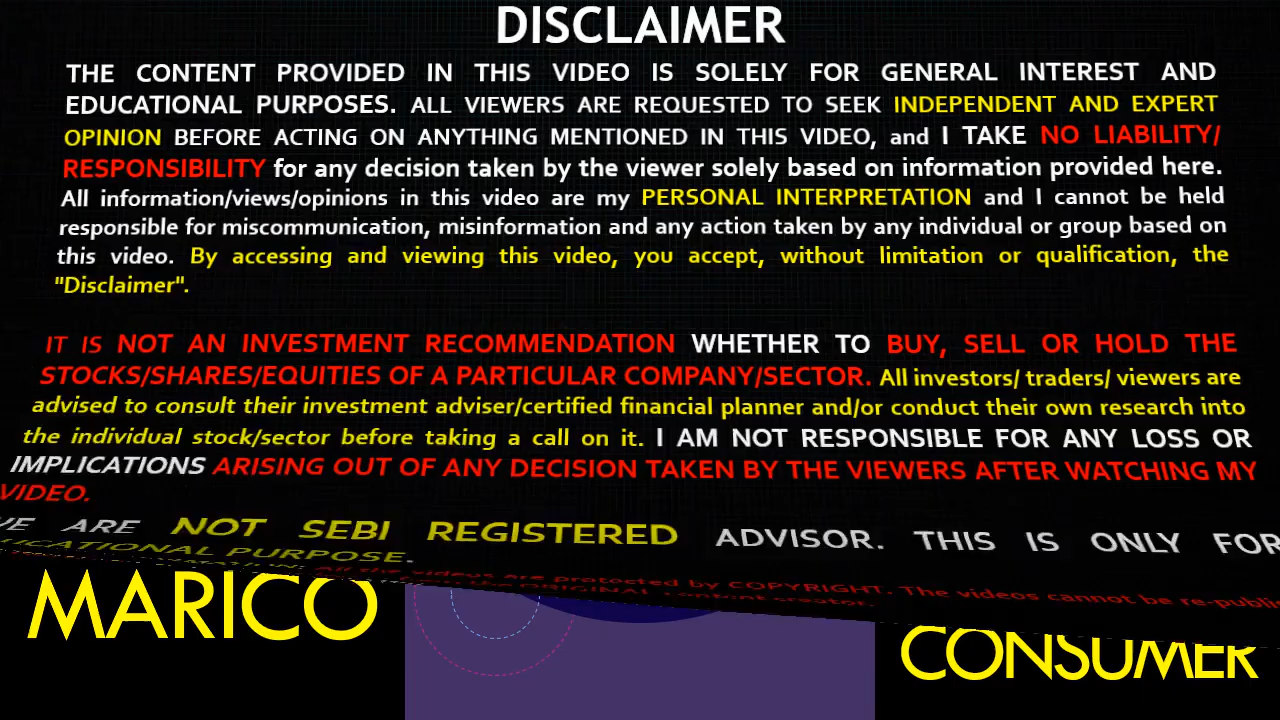 DISCLAIMER
THE CONTENT PROVIDED IN THIS VIDEO IS SOLELY FOR GENERAL INTEREST AND
EDUCATIONAL PURPOSES. ALL VIEWERS ARE REQUESTED TO SEEK INDEPENDENT AND EXPERT
OPINION BEFORE ACTING ON ANYTHING MENTIONED IN THIS VIDEO, and I TAKE NO LIABILITY/
RESPONSIBILITY for any decision taken by the viewer solely based on information provided here.
All information/views/opinions in this video are my PERSONAL INTERPRETATION and I cannot be held
responsible for miscommunication, misinformation and any action taken by any individual or group based on
this video. By accessing and viewing this video, you accept, without limitation or qualification, the
"Disclaimer".
IT IS NOT AN INVESTMENT RECOMMENDATION WHETHER TO BUY, SELL OR HOLD THE
STOCKS/SHARES/EQUITIES OF A PARTICULAR COMPANY/SECTOR. All investors/ traders/ viewers are
advised to consult their investment adviser/certified financial planner and/or conduct their own research into
the individual stock/sector before taking a call on it. I AM NOT RESPONSIBLE FOR ANY LOSS OR
IMPLICATIONS ARISING OUT OF ANY DECISION TAKEN BY THE VIEWERS AFTER WATCHING MY
VIDEO.
ARE NOT SEBI REGISTERED ADVISOR. THIS IS ONLY FOR
PURPOSE.
All the videos are protected by COPYRIGHT. The videos cannot be
the ORIGINAL content creator.
MARICO
CONSUMER